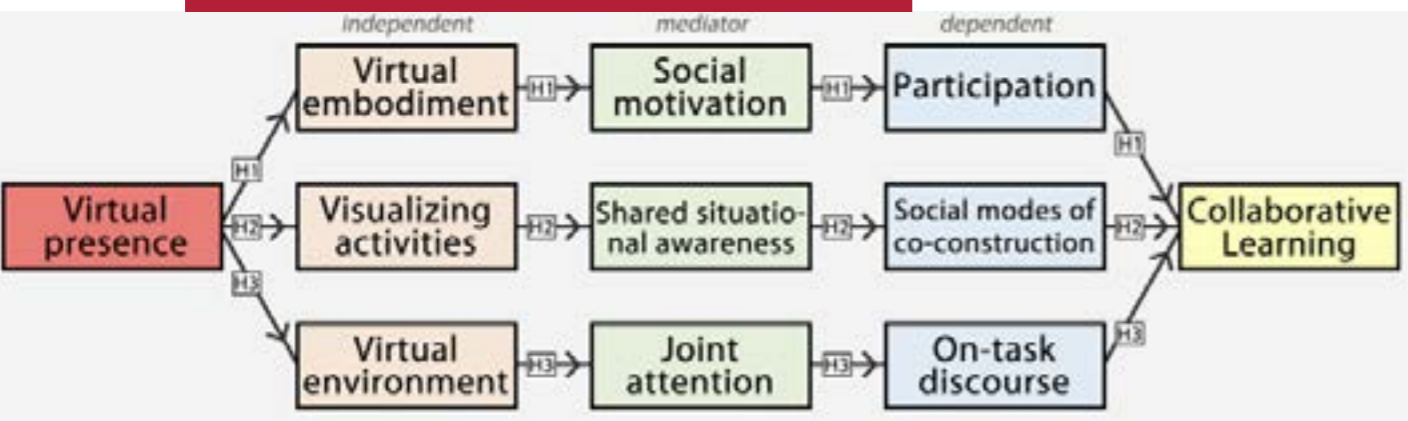 independent mediator dependent
Virtual
embodiment
H1
Social
motivation
H1
Participation
H1
H1
Virtual
presence
H2
Visualizing
activities
H2
Shared situatio-
nal awareness
H2
Social modes of
co-construction
H2
Collaborative
Learning
H3
H3
Virtual
environment
H3
Joint
attention
H3
On-task
discourse